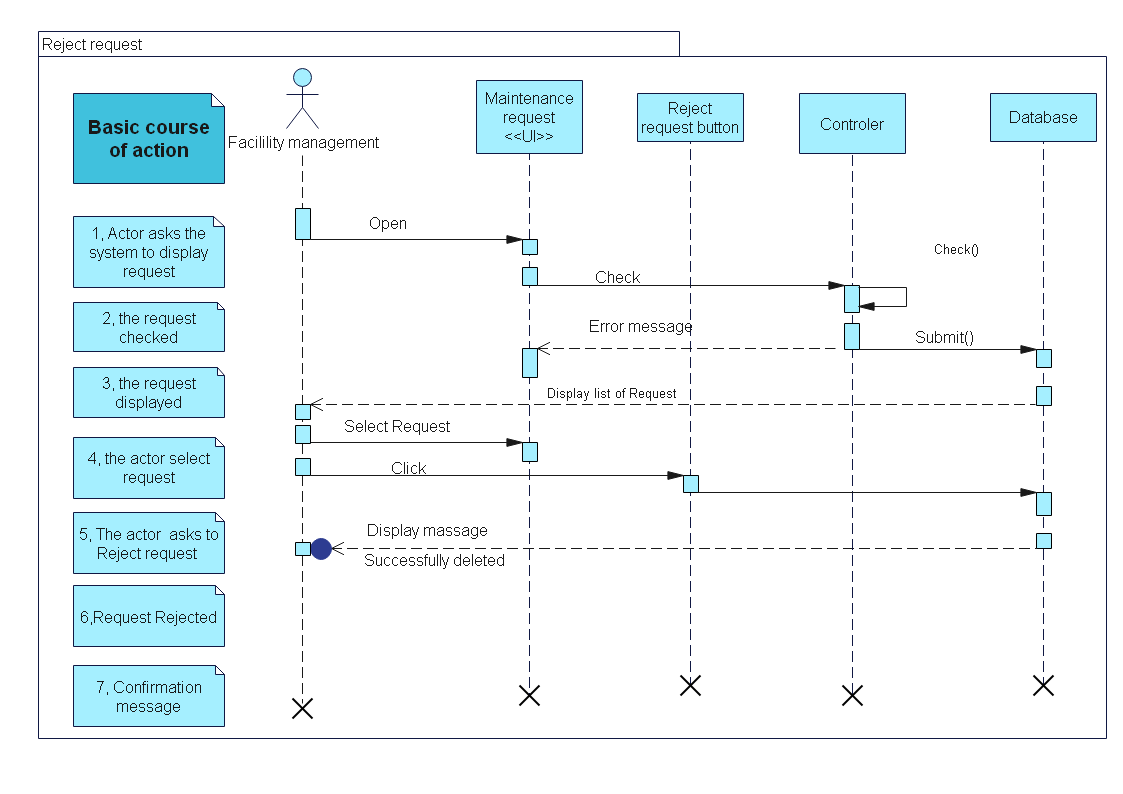 Reject request
Basic course
of action
Facilility management
Maintenance
request
<<UI>>
Reject
request button
Controler
Database
1, Actor asks the
system to display
request
2, the request
checked
3, the request
displayed
4, the actor select
request
5, The actor  asks to
Reject request
6,Request Rejected
7, Confirmation
message
Open
Check
Check()
Error message
Submit()
Display list of Request
Select Request
Click
Display massage
Successfully deleted